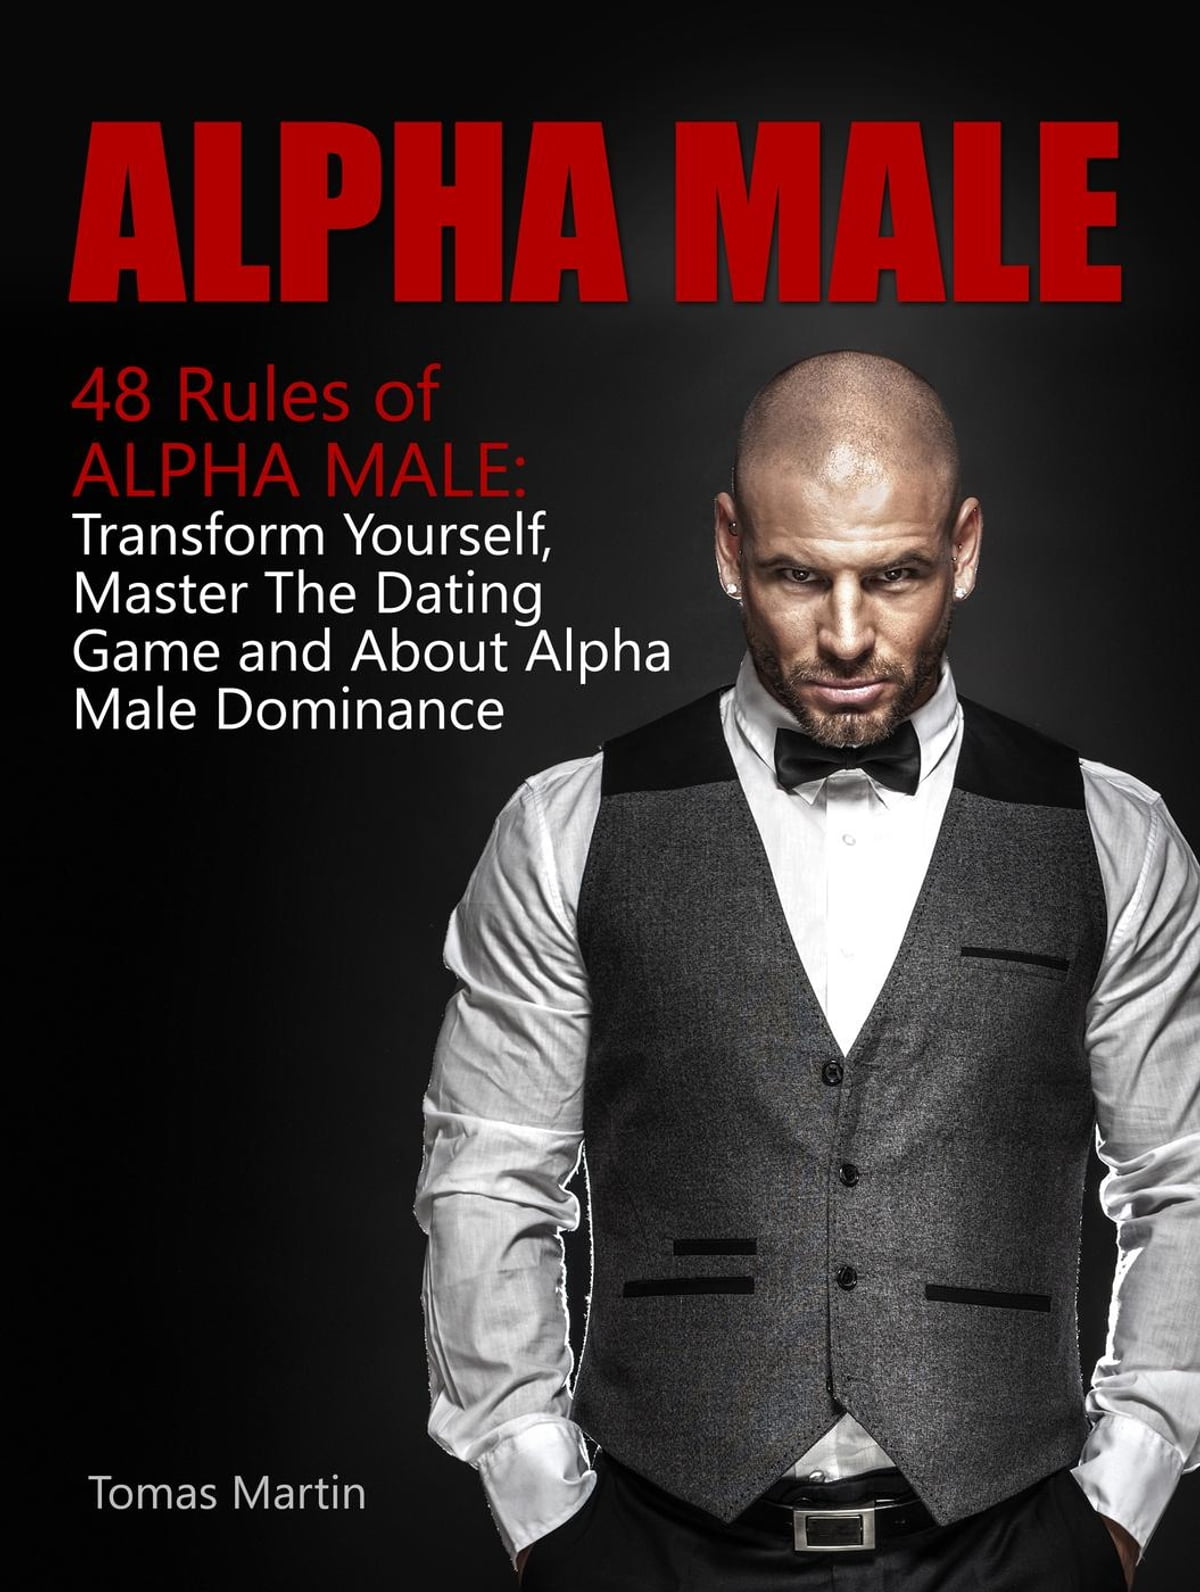 ALPHA MALE
48 Rules of
ALPHA MALE:
Transform Yourself,
Master The Dating
Game and About Alpha
Male Dominance
Tomas Martin